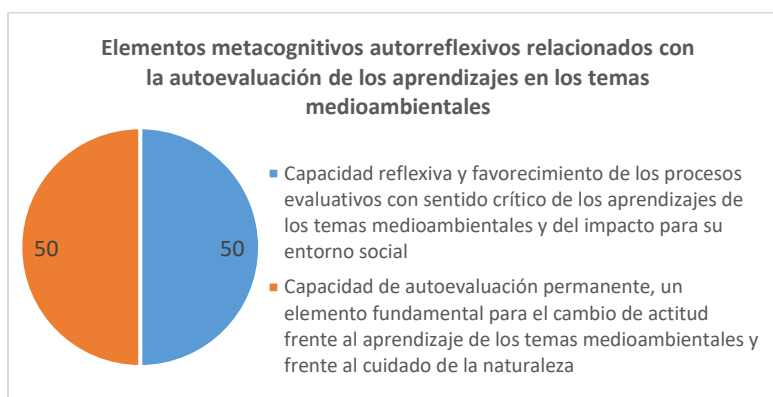 Elementos metacognitivos autorreflexivos relacionados con
la autoevaluación de los aprendizajes en los temas
medioambientales
50
50
Capacidad reflexiva y favorecimiento de los procesos
evaluativos con sentido crítico de los aprendizajes de
los temas medioambientales y del impacto para su
entorno social
Capacidad de autoevaluación permanente, un
elemento fundamental para el cambio de actitud
frente al aprendizaje de los temas medioambientales y
frente al cuidado de la naturaleza